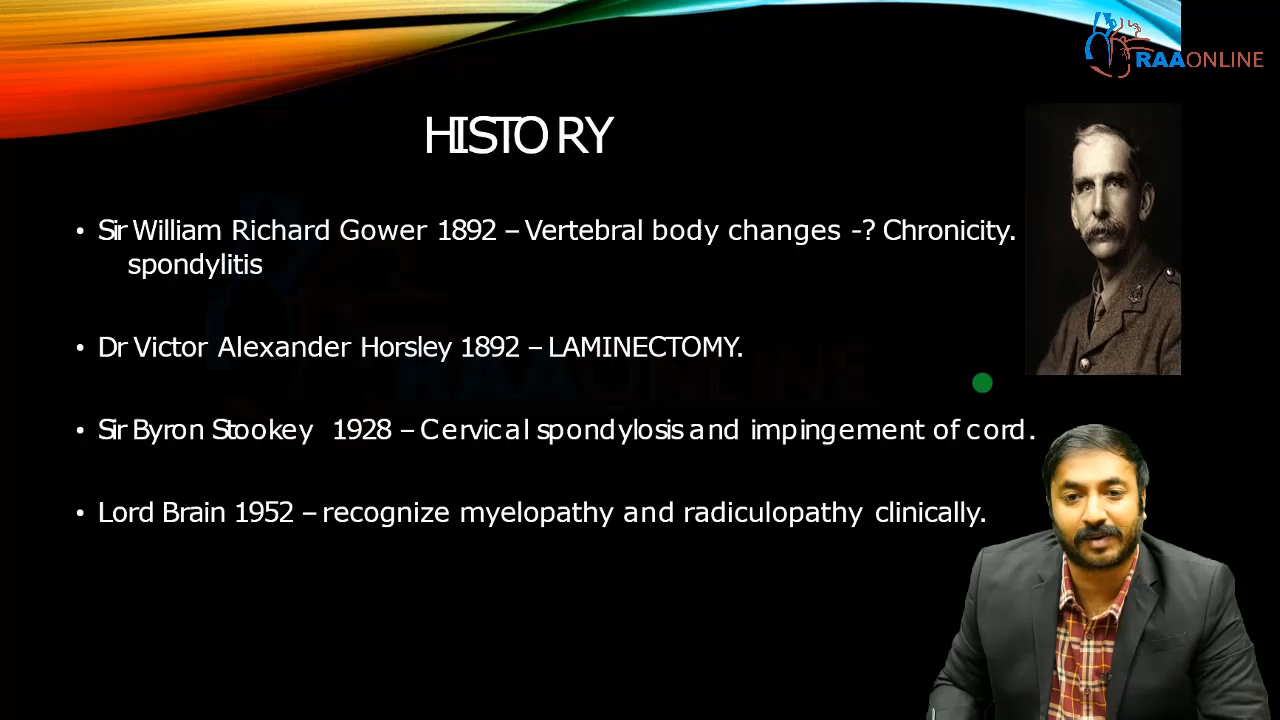 RAAONLINE
HISTORY
• Sir William Richard Gower 1892 – Vertebral body changes -? Chronicity.
spondylitis
• Dr Victor Alexander Horsley 1892 – LAMINECTOMY.
RAAONLINE
• Sir Byron Stookey 1928 – Cervical spondylosis and impingement of cord.
• Lord Brain 1952 – recognize myelopathy and radiculopathy clinically.